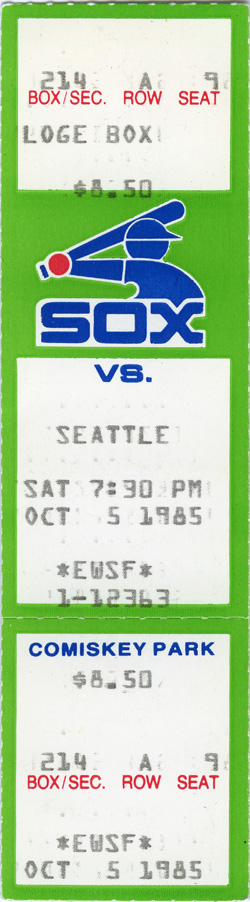 214 A 9
BOX/SEC. ROW SEAT
LOGE BOX
$8.50
SOX
VS.
SEATTLE
SAT 7:30 PM
OCT 5 1985
*EWSF*
1-12363
COMISKEY PARK
$8.50
214 A 9
BOX/SEC. ROW SEAT
*EWSF*
OCT 5 1985